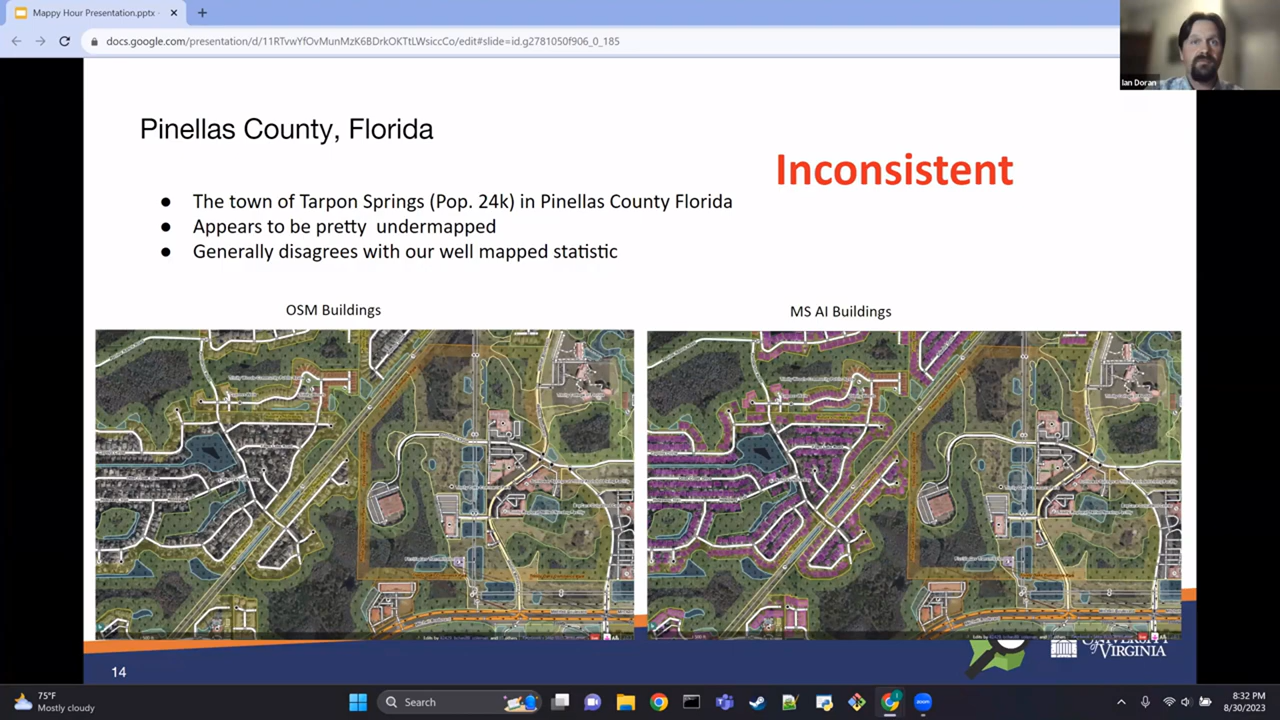 Mappy Hour Presentation.pptx
docs.google.com/presentation/d/11RTvwYfOvMunMzK6BDrkOKTtLWsiccCo/edit#slide=id.g2781050f906_0_185
Ian Doran
Pinellas County, Florida
Inconsistent
● The town of Tarpon Springs (Pop. 24k) in Pinellas County Florida
● Appears to be pretty undermapped
● Generally disagrees with our well mapped statistic
OSM Buildings
MS AI Buildings
14
UNIVERSITY
of VIRGINIA
75°F
Mostly cloudy
Search
8:32 PM
8/30/2023